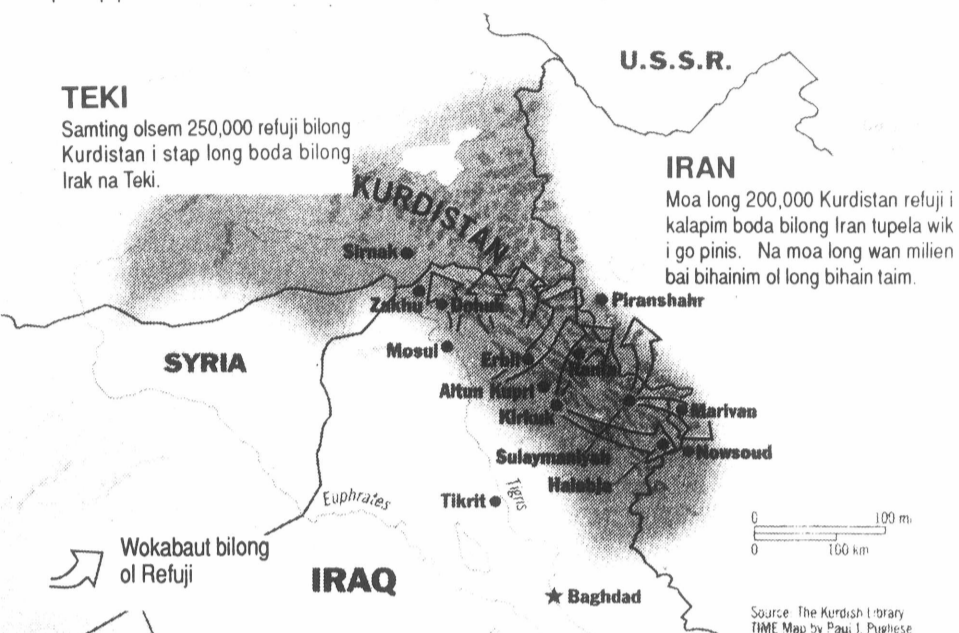 U.S.S.R.
TEKI
Samting olsem 250,000 refuji bilong
Kurdistan i stap long boda bilong
Irak na Teki.
IRAN
Moa long 200,000 Kurdistan refuji i
kalapim boda bilong Iran tupela wik
i go pinis. Na moa long wan milien
bai bihainim ol long bihain taim.
KURDISTAN
Sirnak
Zakhu
Dohuk
Piranshahr
SYRIA
Mosul
Erbil
Altun Kupri
Kirkuk
Marivan
Sulaymaniyah
Nowsoud
Halabja
Euphrates
Tikrit
Tigris
0 100 mi
0 160 km
Wokabaut bilong
ol Refuji
IRAQ
Baghdad
Source The Kurdish Library
TIME Map by Paul J. Pugliese